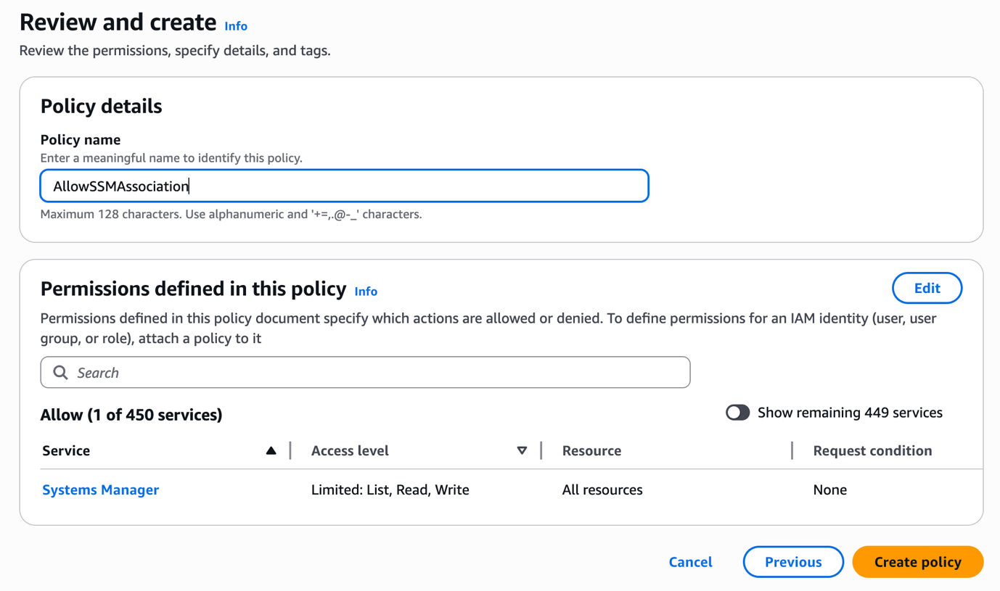 Review and create Info
Review the permissions, specify details, and tags.
Policy details
Policy name
Enter a meaningful name to identify this policy.
AllowSSMAssociation
Maximum 128 characters. Use alphanumeric and '+=,.@-_' characters.
Permissions defined in this policy Info
Edit
Permissions defined in this policy document specify which actions are allowed or denied. To define permissions for an IAM identity (user, user
group, or role), attach a policy to it
Search
Allow (1 of 450 services)
Show remaining 449 services
Service Access level Resource Request condition
Systems Manager Limited: List, Read, Write All resources None
Cancel Previous Create policy